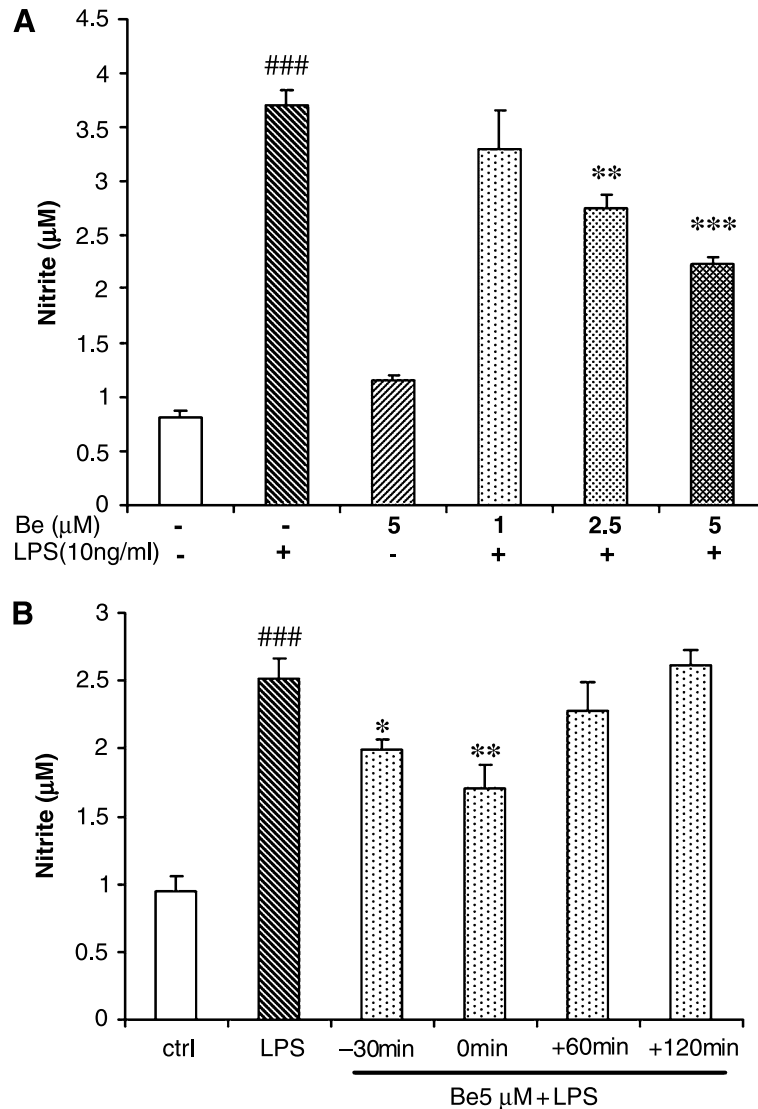 A
4.5
4
3.5
3
2.5
2
1.5
1
0.5
0
Nitrite (µM)
###
**
***
Be (µM) - - 5 1 2.5 5
LPS(10ng/ml) - + - + + +
B
3
2.5
2
1.5
1
0.5
0
Nitrite (µM)
###
*
**
ctrl LPS –30min 0min +60min +120min
Be5 µM+LPS